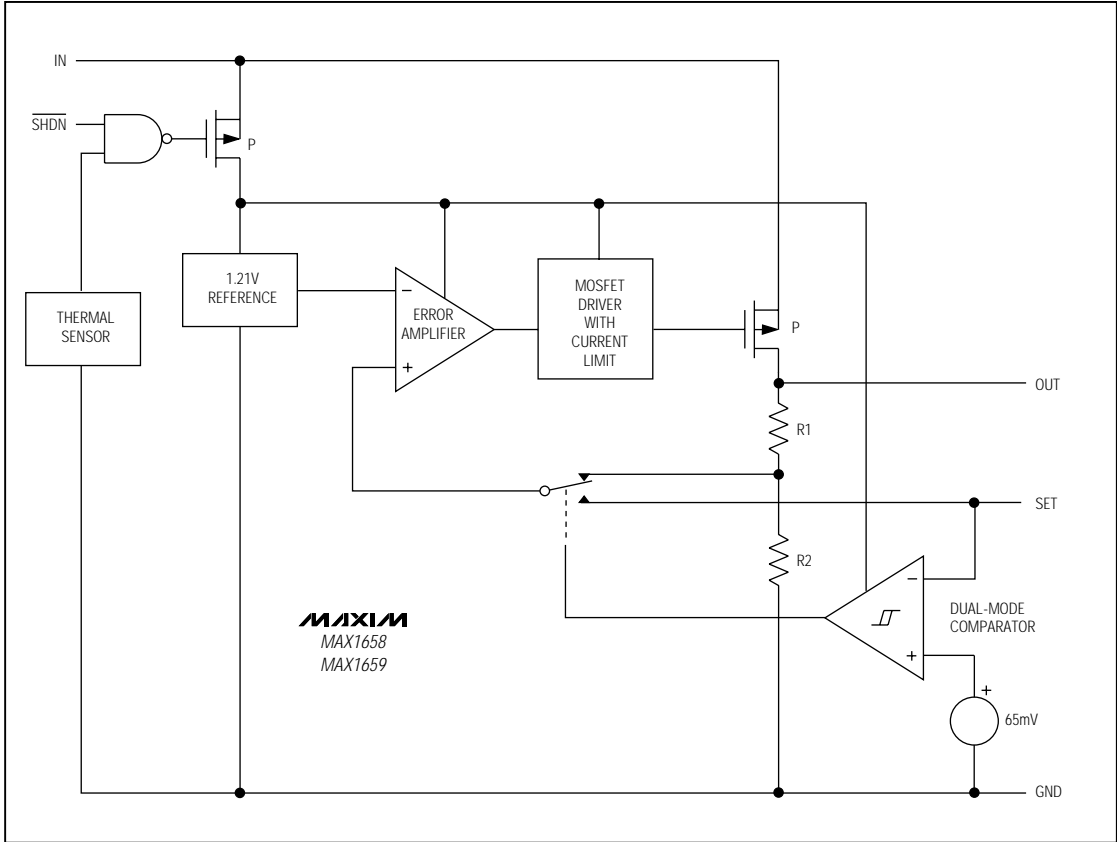 IN
SHDN
P
1.21V
REFERENCE
THERMAL
SENSOR
−
ERROR
AMPLIFIER
+
MOSFET
DRIVER
WITH
CURRENT
LIMIT
P
OUT
R1
SET
R2
−
+
DUAL-MODE
COMPARATOR
+
65mV
MAXIM
MAX1658
MAX1659
GND